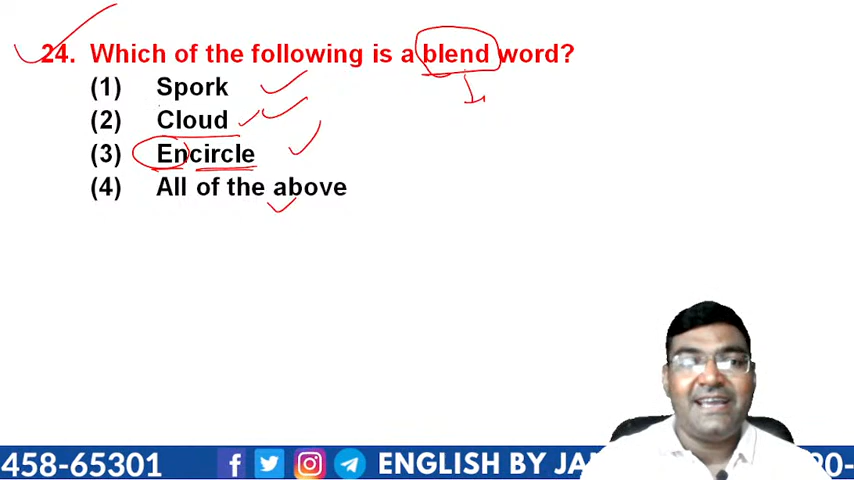 24. Which of the following is a blend word?
(1) Spork
(2) Cloud
(3) Encircle
(4) All of the above
458-65301 ENGLISH BY JA 90-